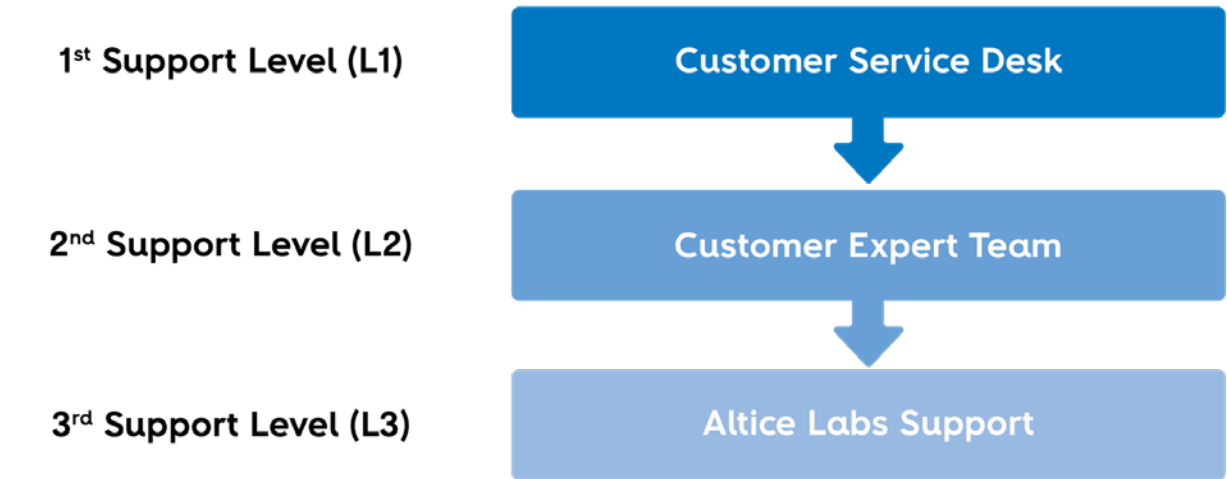 1st Support Level (L1)
Customer Service Desk
2nd Support Level (L2)
Customer Expert Team
3rd Support Level (L3)
Altice Labs Support